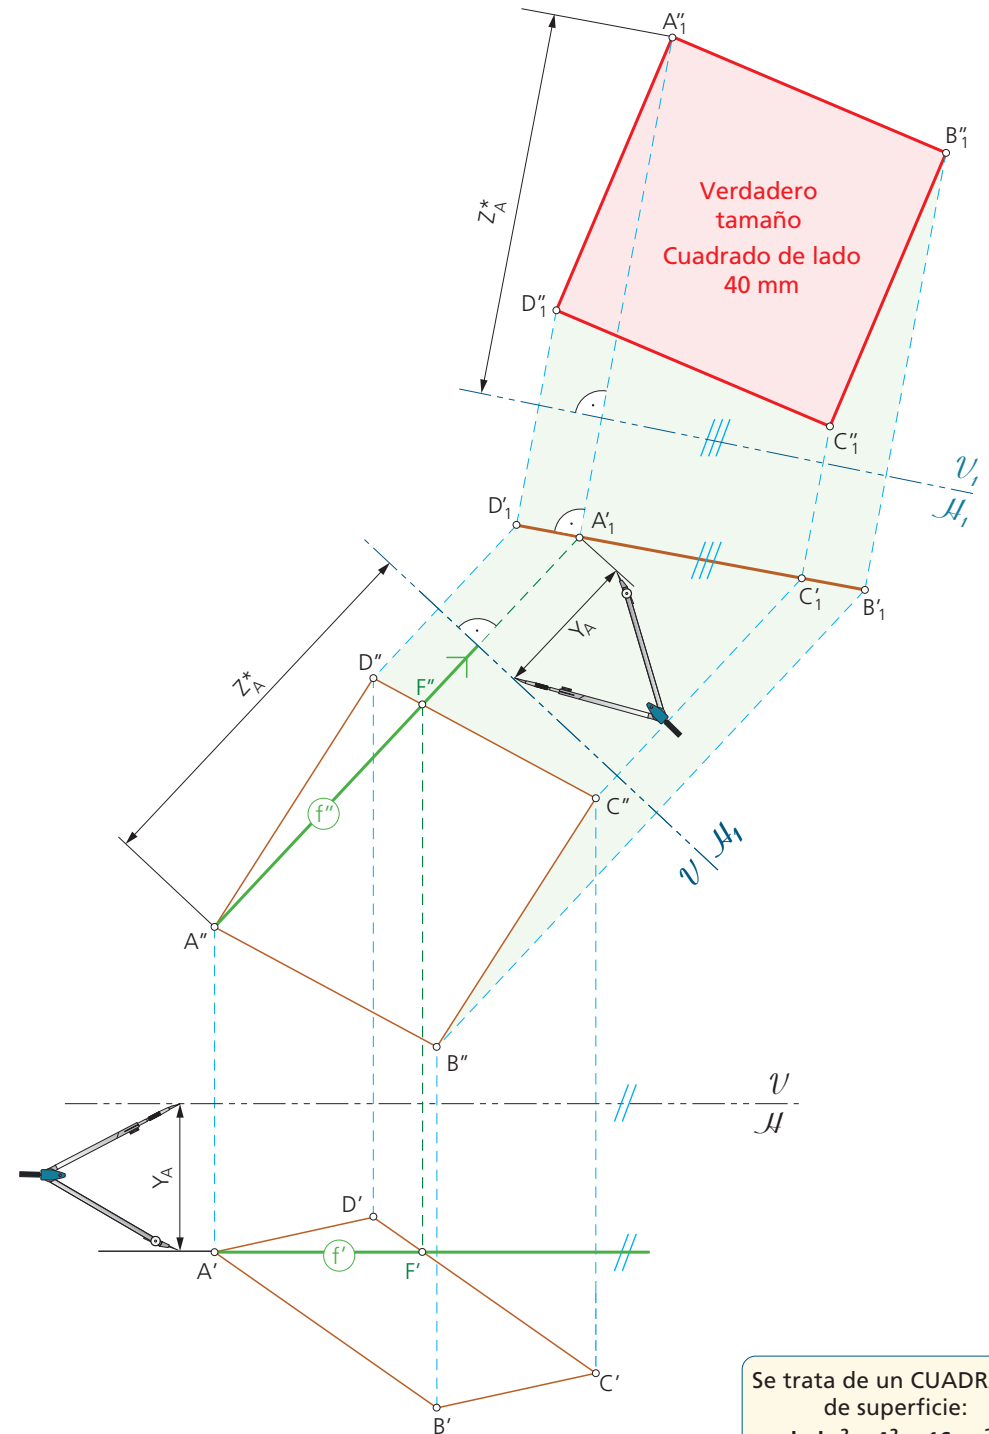 A″₁
B″₁
Z*A
Verdadero
tamaño
Cuadrado de lado
40 mm
D″₁
C″₁
V₁
H₁
D′₁
A′₁
C′₁
B′₁
YA
Z*A
D″
F″
f″
C″
V | H₁
A″
B″
V
H
YA
D′
A′
f′
F′
C′
B′
Se trata de un CUADR
de superficie: